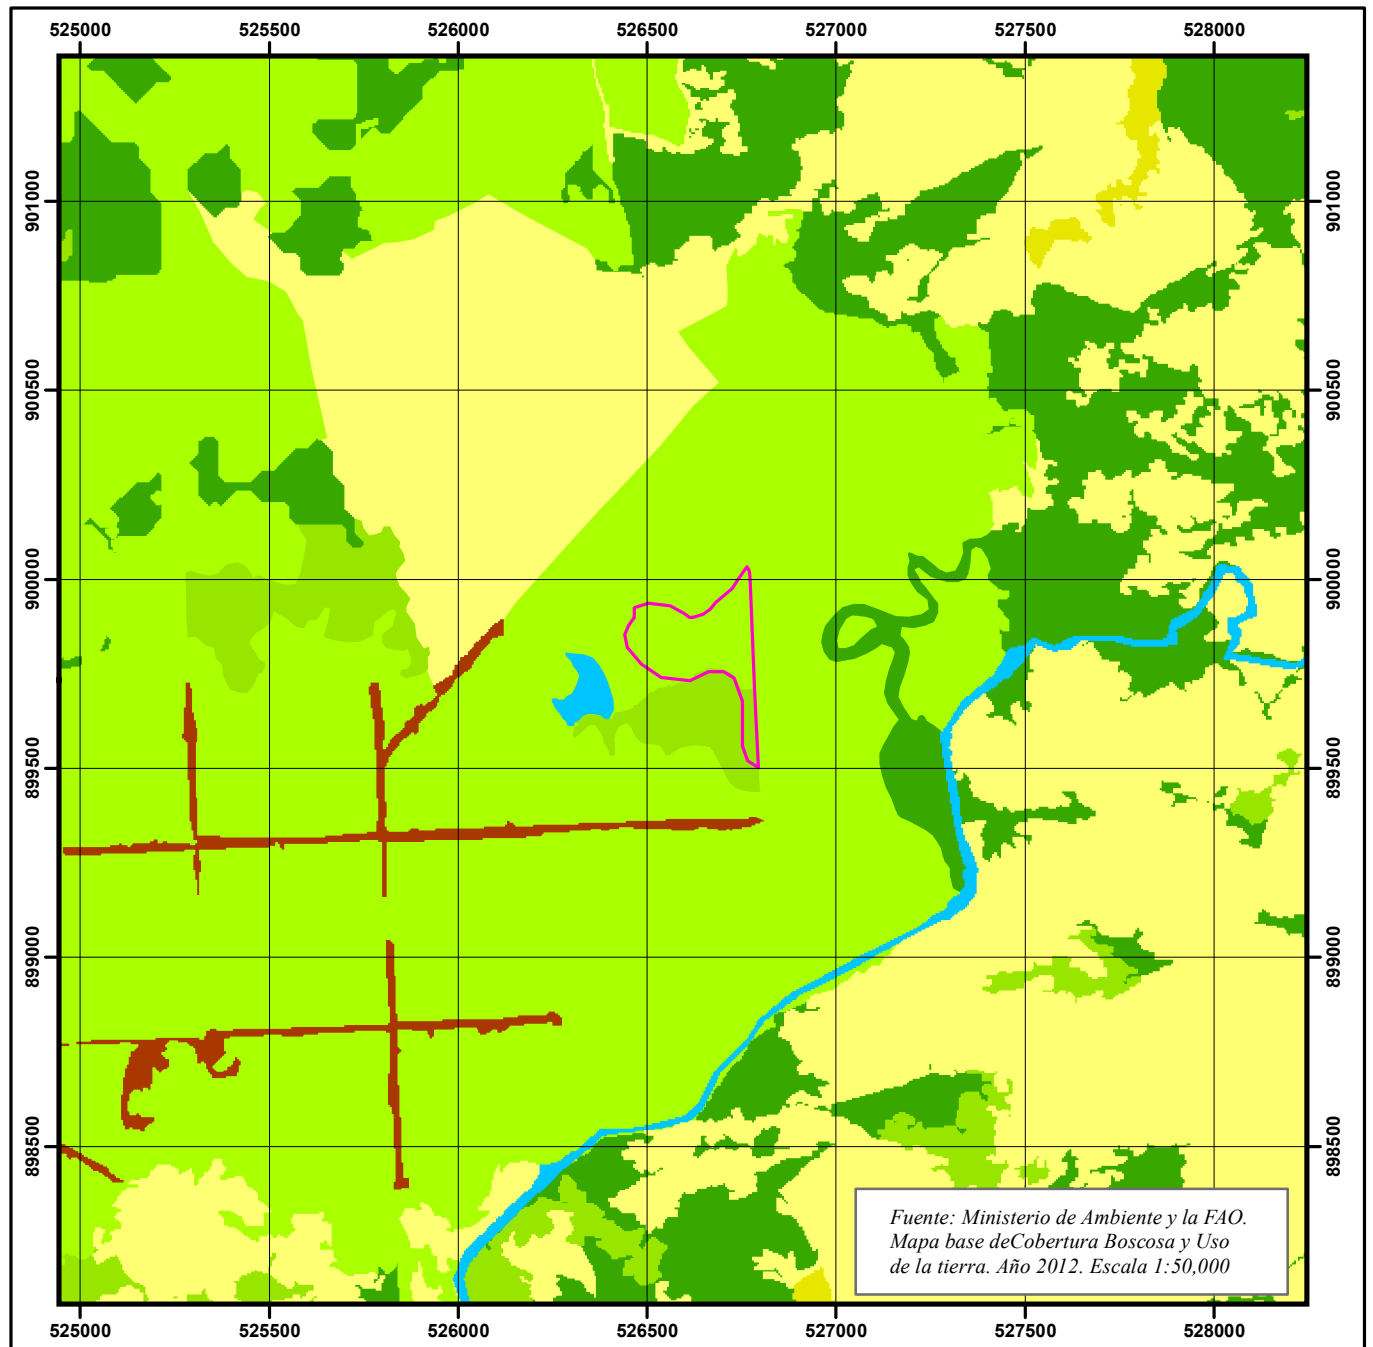 525000 525500 526000 526500 527000 527500 528000
901000 901000
900500 900500
900000 900000
899500 899500
899000 899000
898500 898500
Fuente: Ministerio de Ambiente y la FAO.
Mapa base deCobertura Boscosa y Uso
de la tierra. Año 2012. Escala 1:50,000
525000 525500 526000 526500 527000 527500 528000